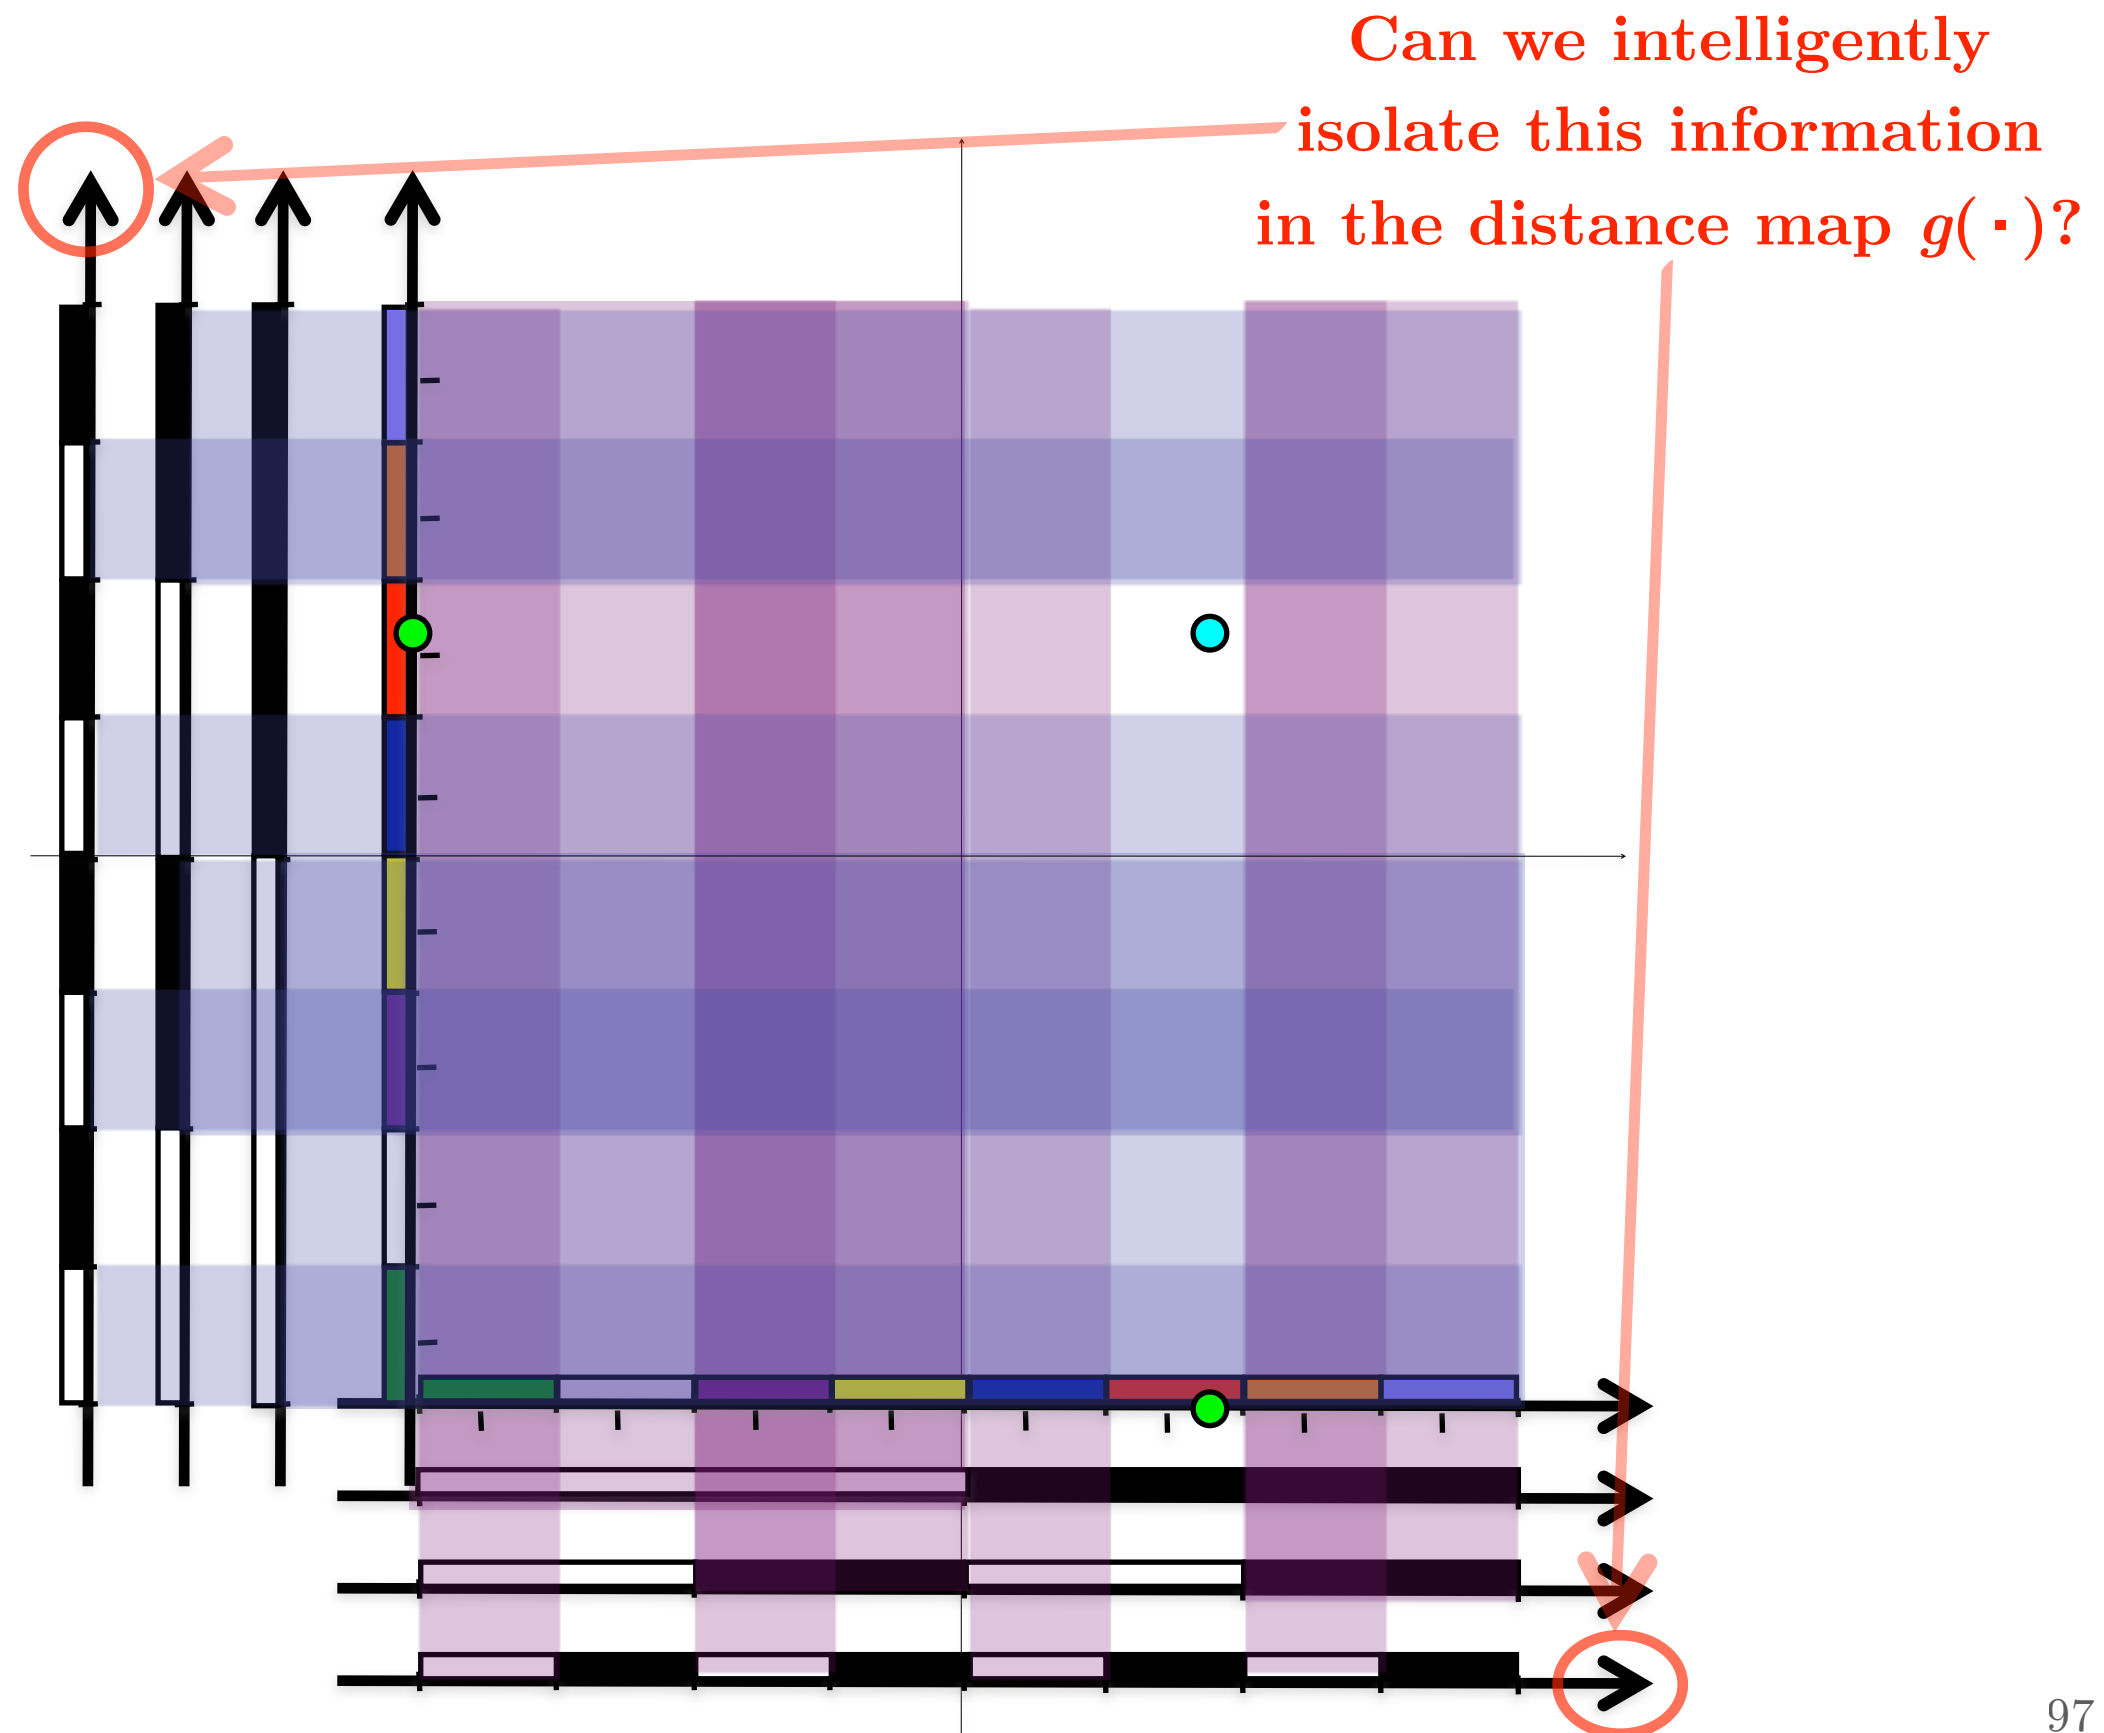 Can we intelligently
isolate this information
in the distance map g(·)?
97